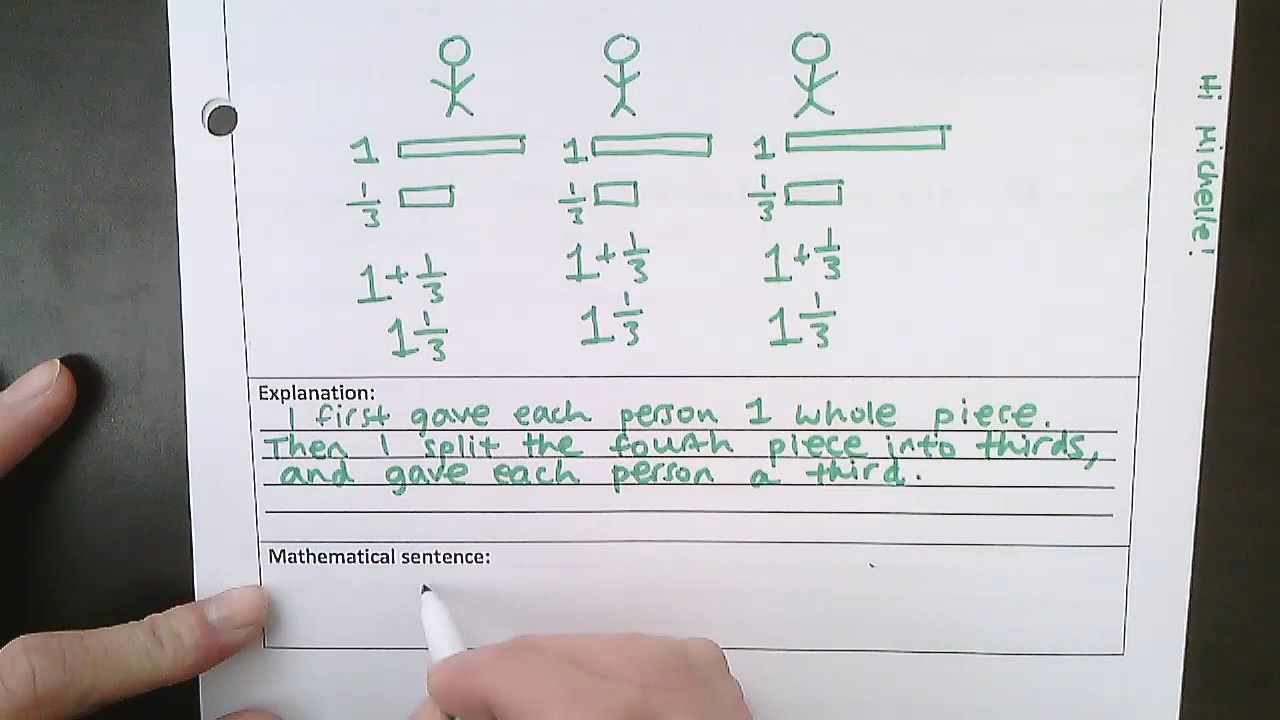 1 1 1
1/3 1/3 1/3
1 + 1/3 1 + 1/3 1 + 1/3
1 1/3 1 1/3 1 1/3
Explanation:
I first gave each person 1 whole piece.
Then I split the fourth piece into thirds,
and gave each person a third.
Mathematical sentence:
Hi Michelle!